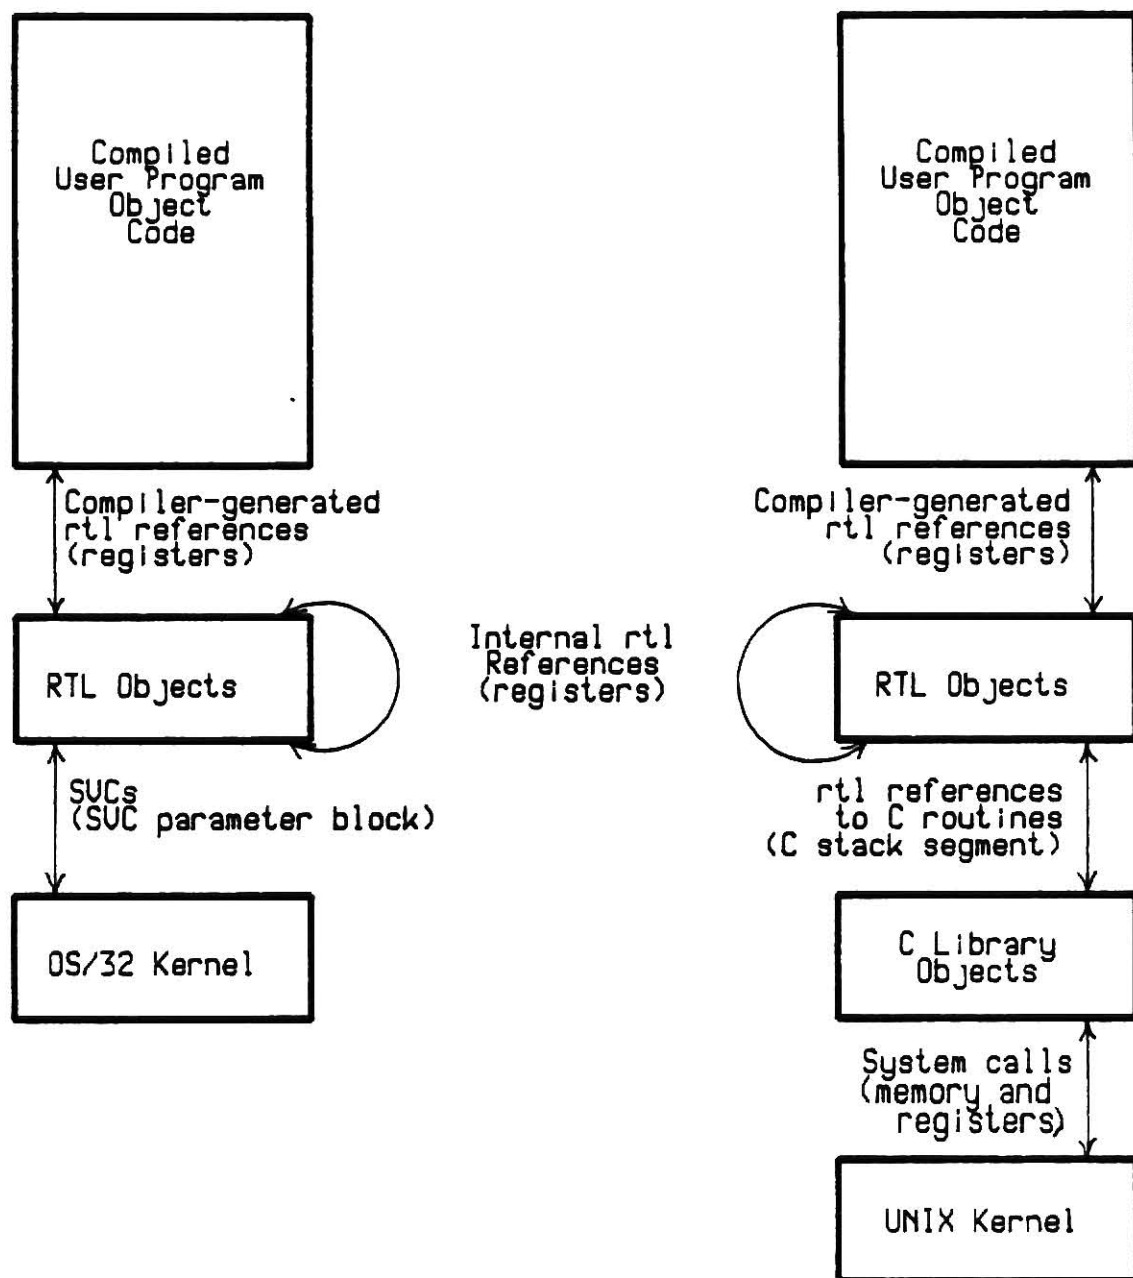 Compiled
User Program
Object
Code
Compiled
User Program
Object
Code
Compiler-generated
rtl references
(registers)
Compiler-generated
rtl references
(registers)
RTL Objects
Internal rtl
References
(registers)
RTL Objects
SVCs
(SVC parameter block)
rtl references
to C routines
(C stack segment)
OS/32 Kernel
C Library
Objects
System calls
(memory and
registers)
UNIX Kernel